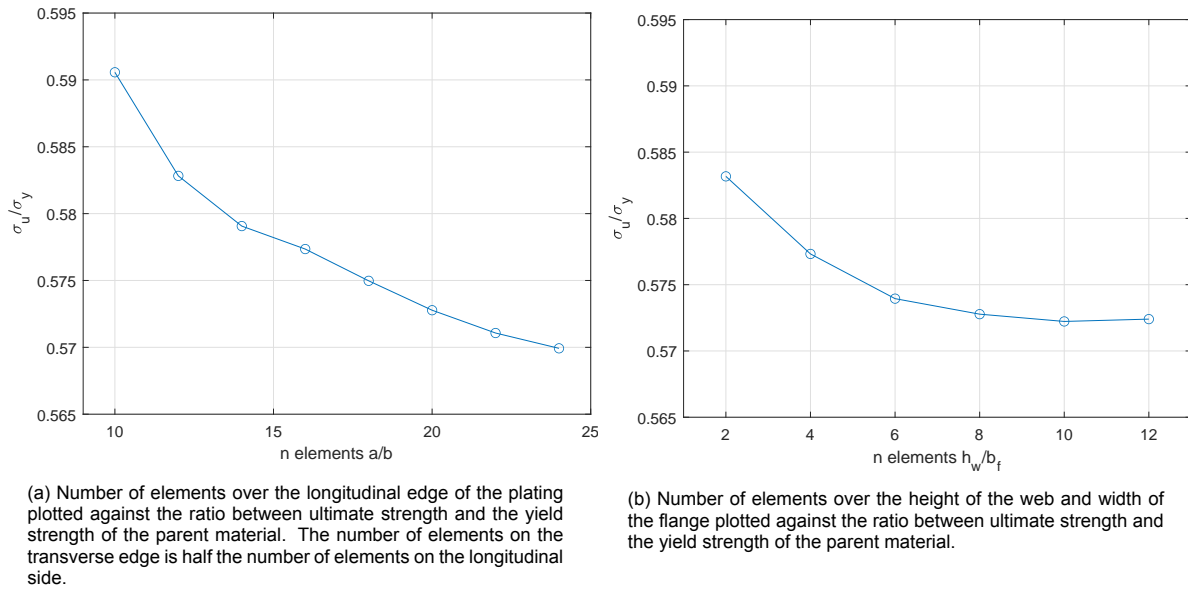 0.595
0.59
0.585
0.58
0.575
0.57
0.565
σu/σy
10 15 20 25
n elements a/b
(a) Number of elements over the longitudinal edge of the plating
plotted against the ratio between ultimate strength and the yield
strength of the parent material. The number of elements on the
transverse edge is half the number of elements on the longitudinal
side.
0.595
0.59
0.585
0.58
0.575
0.57
0.565
σu/σy
2 4 6 8 10 12
n elements hw/bf
(b) Number of elements over the height of the web and width of
the flange plotted against the ratio between ultimate strength and
the yield strength of the parent material.